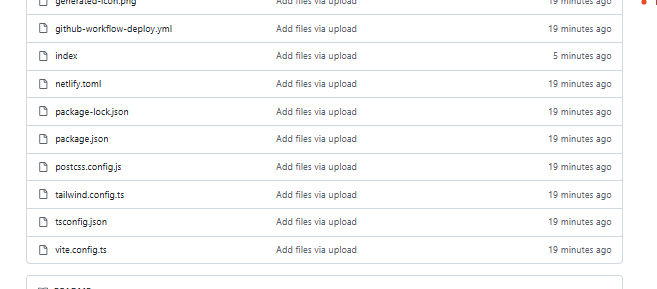 generated-icon.png Add files via upload 19 minutes ago
github-workflow-deploy.yml Add files via upload 19 minutes ago
index Add files via upload 5 minutes ago
netlify.toml Add files via upload 19 minutes ago
package-lock.json Add files via upload 19 minutes ago
package.json Add files via upload 19 minutes ago
postcss.config.js Add files via upload 19 minutes ago
tailwind.config.ts Add files via upload 19 minutes ago
tsconfig.json Add files via upload 19 minutes ago
vite.config.ts Add files via upload 19 minutes ago